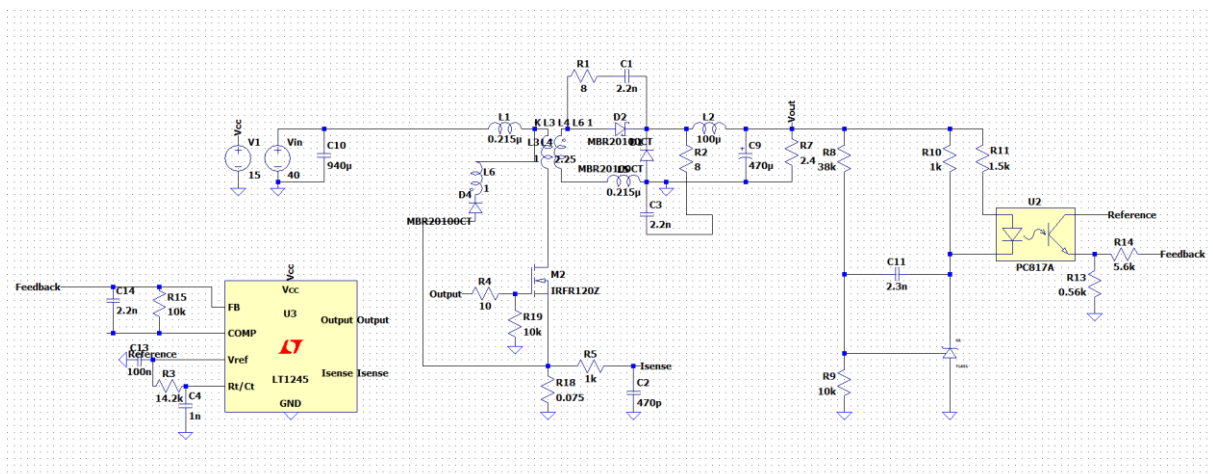 R1
8
C1
2.2n
Vcc
V1
15
Vin
40
C10
940µ
L1
0.215µ
K L3 L4 L6 1
L3
1
L4
2.25
D2
MBR20100CT
D1
MBR20100CT
L2
100µ
R2
8
C9
470µ
Vout
R7
2.4
R8
38k
R10
1k
R11
1.5k
L6
1
D4
MBR20100CT
0.215µ
C3
2.2n
U2
PC817A
Reference
R14
5.6k
Feedback
R13
0.56k
C11
2.3n
M2
IRFR120Z
Output
R4
10
R19
10k
R5
1k
Isense
R18
0.075
C2
470p
R9
10k
Feedback
C14
2.2n
R15
10k
Vcc
Vcc
FB
U3
Output
Output
COMP
C13
Reference
100n
Vref
LT1245
Isense
Isense
R3
14.2k
Rt/Ct
C4
1n
GND